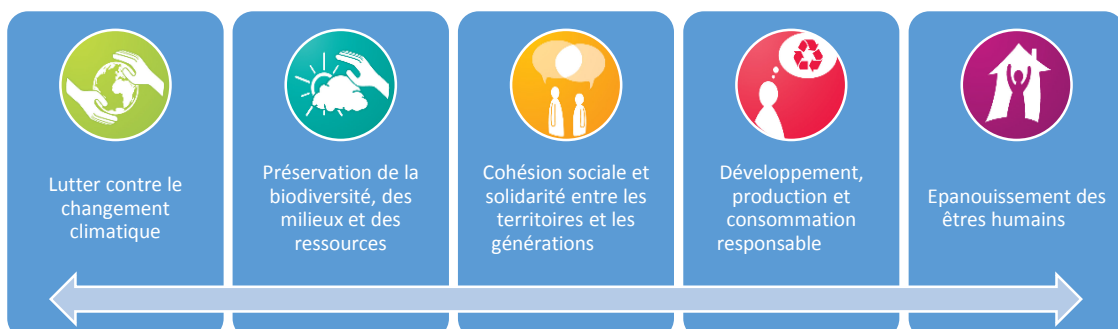 Lutter contre le
changement
climatique
Préservation de la
biodiversité, des
milieux et des
ressources
Cohésion sociale et
solidarité entre les
territoires et les
générations
Développement,
production et
consommation
responsable
Epanouissement des
êtres humains